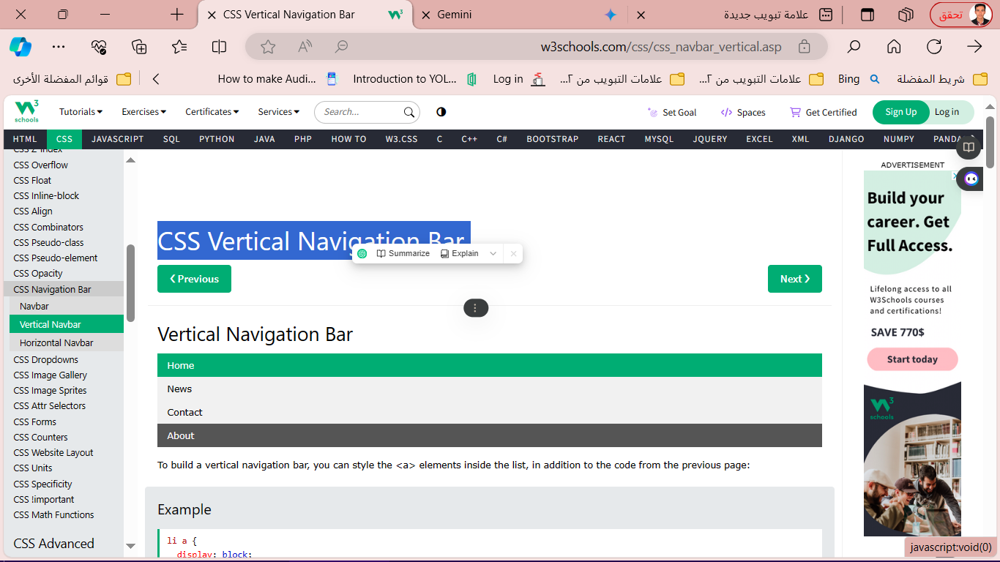 CSS Vertical Navigation Bar
Gemini
علامة تبويب جديدة
تحقق
w3schools.com/css/css_navbar_vertical.asp
قوائم المفضلة الأخرى
How to make Audi...
Introduction to YOL...
Log in
علامات التبويب من ٢...
علامات التبويب من ٢...
Bing
شريط المفضلة
W3 schools
Tutorials
Exercises
Certificates
Services
Search...
Set Goal
Spaces
Get Certified
Sign Up
Log in
HTML CSS JAVASCRIPT SQL PYTHON JAVA PHP HOW TO W3.CSS C C++ C# BOOTSTRAP REACT MYSQL JQUERY EXCEL XML DJANGO NUMPY PANDA
CSS Z-index
CSS Overflow
CSS Float
CSS Inline-block
CSS Align
CSS Combinators
CSS Pseudo-class
CSS Pseudo-element
CSS Opacity
CSS Navigation Bar
Navbar
Vertical Navbar
Horizontal Navbar
CSS Dropdowns
CSS Image Gallery
CSS Image Sprites
CSS Attr Selectors
CSS Forms
CSS Counters
CSS Website Layout
CSS Units
CSS Specificity
CSS !important
CSS Math Functions
CSS Advanced
CSS Vertical Navigation Bar
Summarize
Explain
❮ Previous
Next ❯
Vertical Navigation Bar
Home
News
Contact
About
To build a vertical navigation bar, you can style the <a> elements inside the list, in addition to the code from the previous page:
Example
li a {
display: block;
ADVERTISEMENT
Build your
career. Get
Full Access.
Lifelong access to all
W3Schools courses
and certifications!
SAVE 770$
Start today
W3 schools
javascript:void(0)